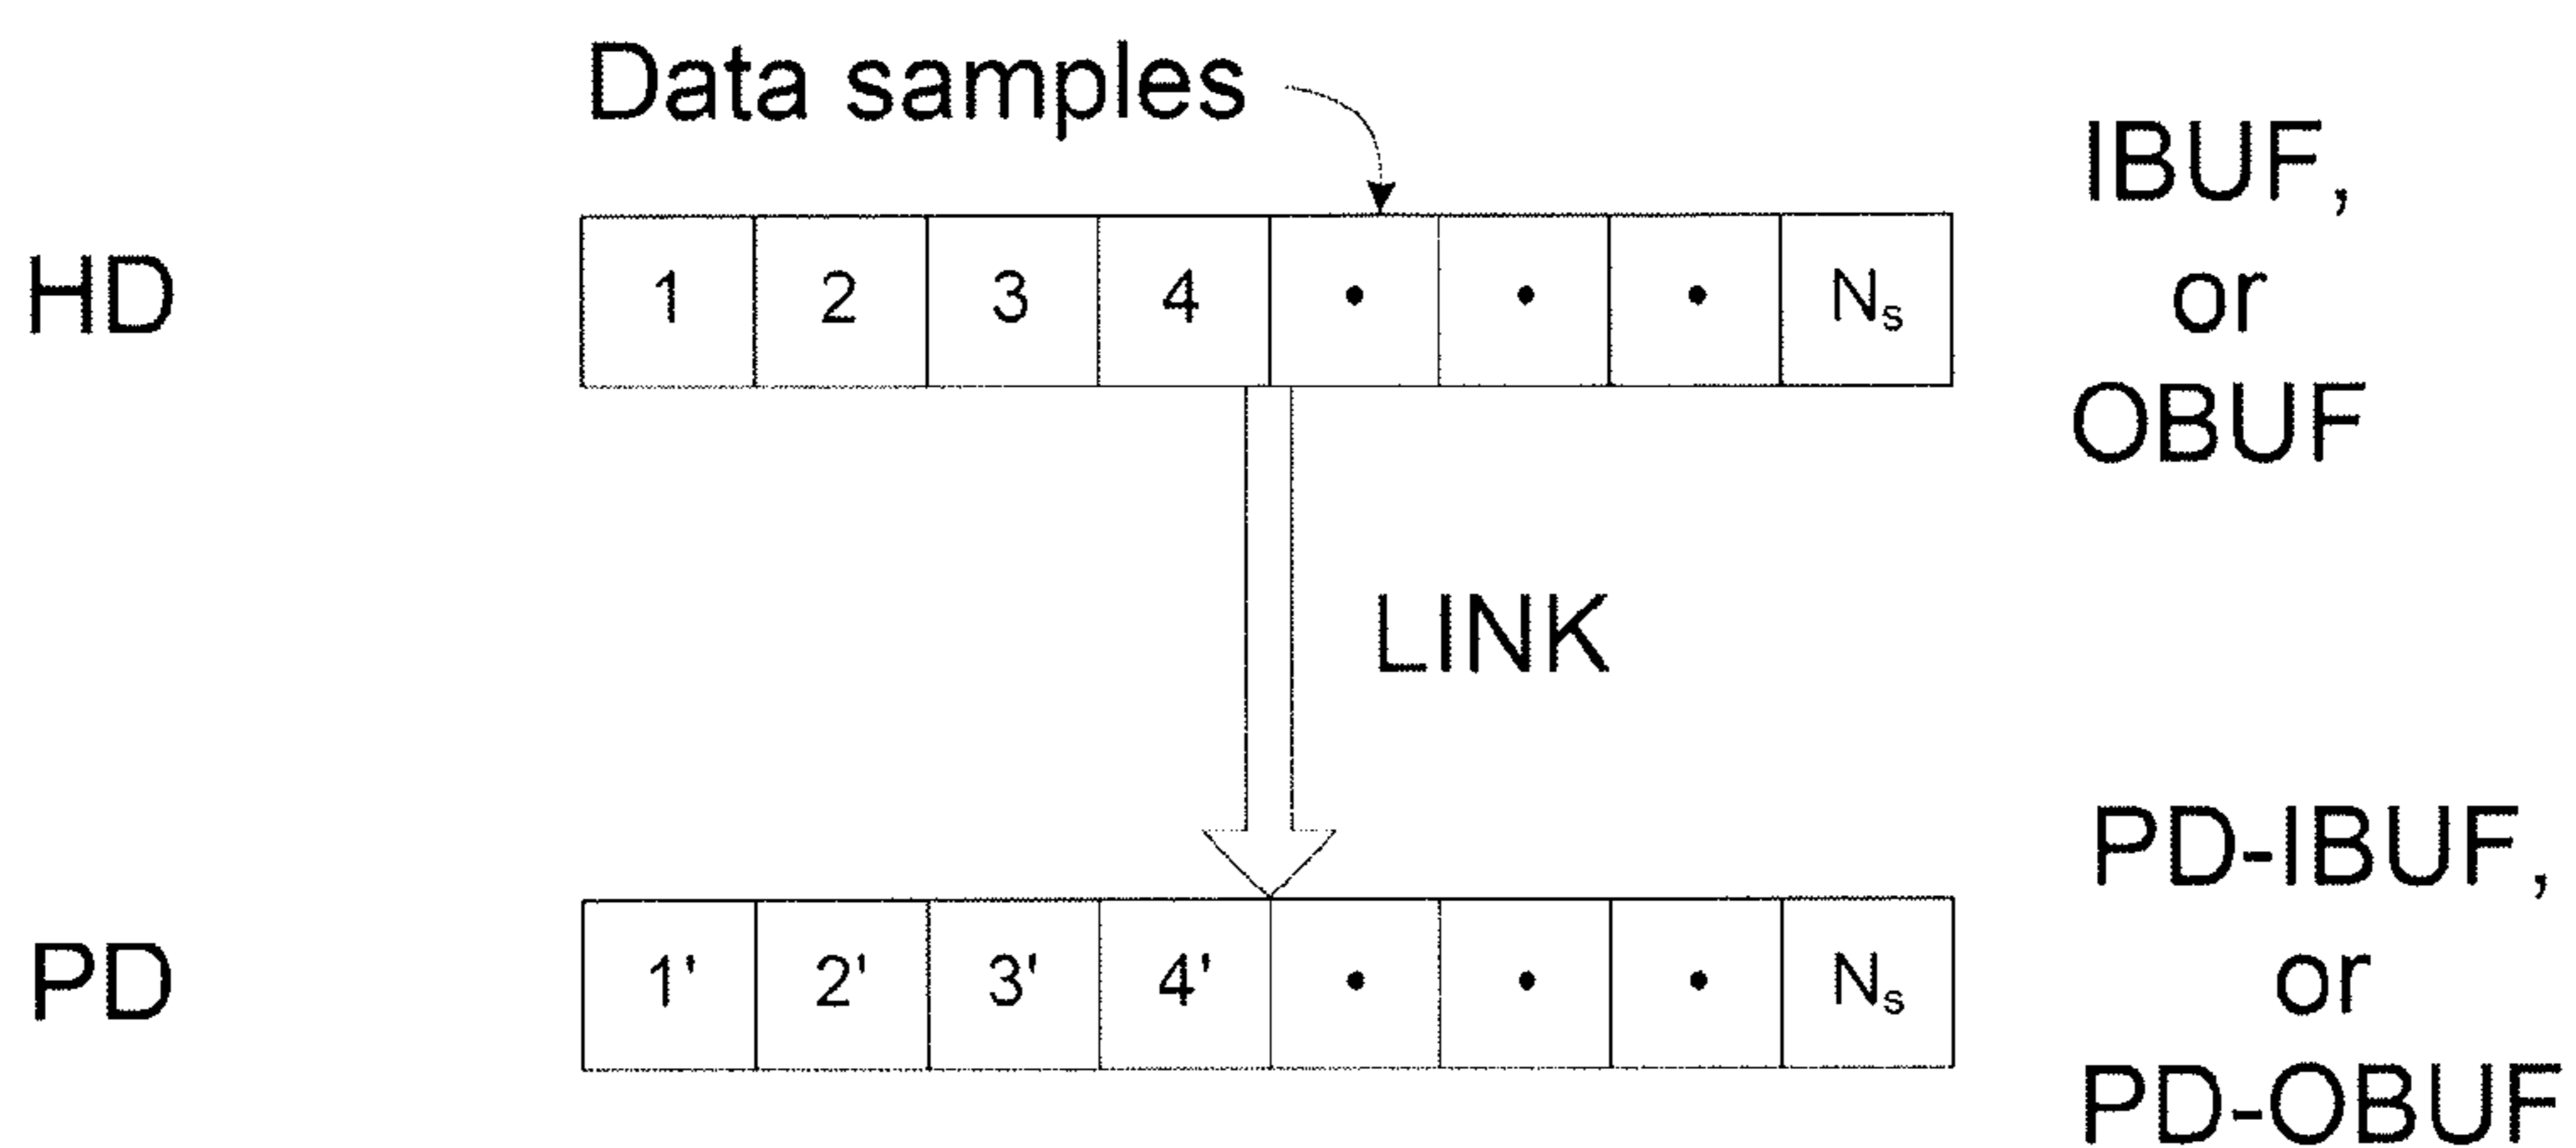 Data samples
IBUF,
or
OBUF
HD
1 2 3 4 • • • Ns
LINK
PD-IBUF,
or
PD-OBUF
PD
1' 2' 3' 4' • • • Ns